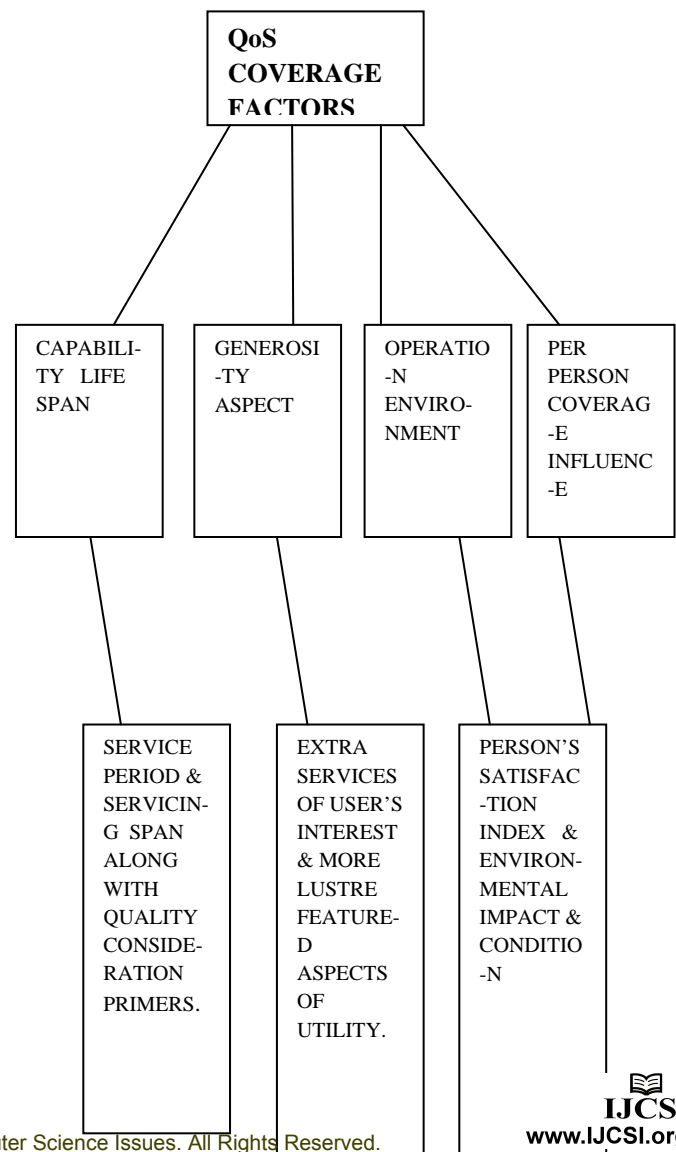 QoS
COVERAGE
FACTORS
CAPABILI-
TY LIFE
SPAN
GENEROSI
-TY
ASPECT
OPERATIO
-N
ENVIRO-
NMENT
PER
PERSON
COVERAG
-E
INFLUENC
-E
SERVICE
PERIOD &
SERVICIN-
G SPAN
ALONG
WITH
QUALITY
CONSIDE-
RATION
PRIMERS.
EXTRA
SERVICES
OF USER'S
INTEREST
& MORE
LUSTRE
FEATURE-
D
ASPECTS
OF
UTILITY.
PERSON'S
SATISFAC
-TION
INDEX &
ENVIRON-
MENTAL
IMPACT &
CONDITIO
-N
IJCS
www.IJCSI.org
uter Science Issues. All Rights Reserved.